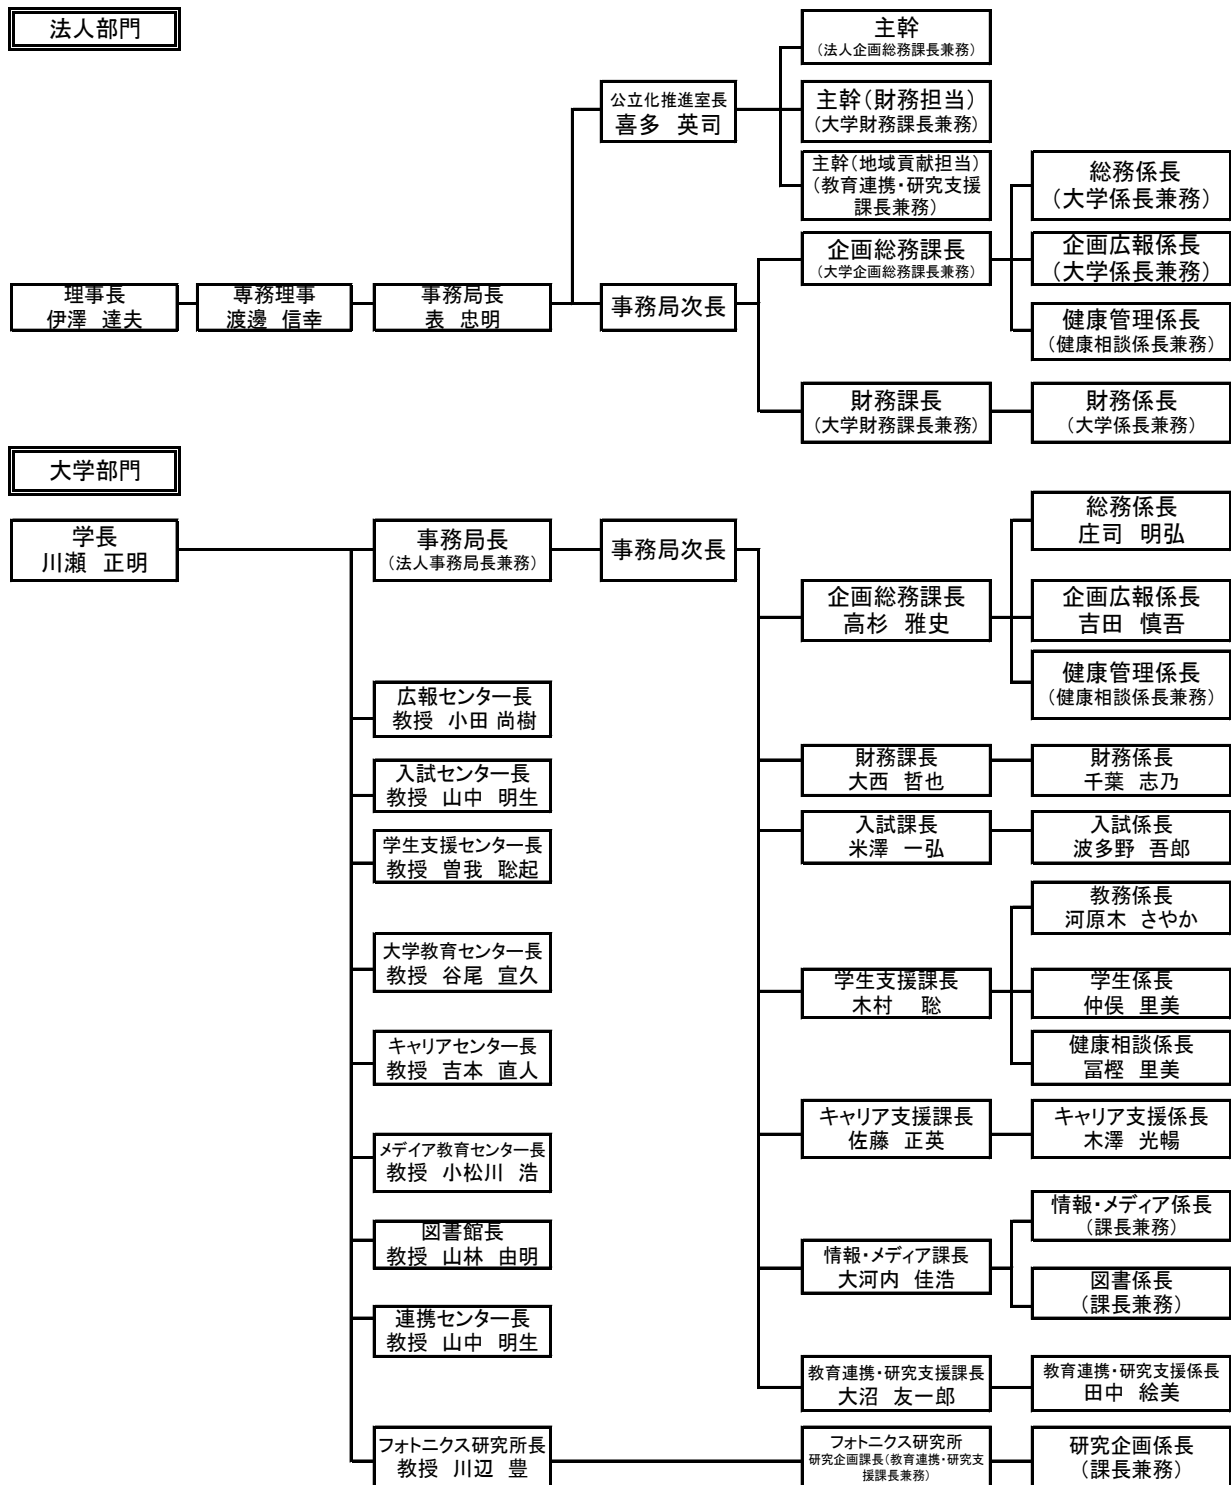 法人部門
主幹
(法人企画総務課長兼務)
公立化推進室長
喜多 英司
主幹(財務担当)
(大学財務課長兼務)
主幹(地域貢献担当)
(教育連携・研究支援
課長兼務)
総務係長
(大学係長兼務)
企画総務課長
(大学企画総務課長兼務)
企画広報係長
(大学係長兼務)
理事長
伊澤 達夫
専務理事
渡邊 信幸
事務局長
表 忠明
事務局次長
健康管理係長
(健康相談係長兼務)
財務課長
(大学財務課長兼務)
財務係長
(大学係長兼務)
大学部門
学長
川瀬 正明
事務局長
(法人事務局長兼務)
事務局次長
総務係長
庄司 明弘
企画総務課長
高杉 雅史
企画広報係長
吉田 慎吾
健康管理係長
(健康相談係長兼務)
広報センター長
教授 小田 尚樹
財務課長
大西 哲也
財務係長
千葉 志乃
入試センター長
教授 山中 明生
入試課長
米澤 一弘
入試係長
波多野 吾郎
学生支援センター長
教授 曽我 聡起
教務係長
河原木 さやか
大学教育センター長
教授 谷尾 宣久
学生支援課長
木村 聡
学生係長
仲俣 里美
キャリアセンター長
教授 吉本 直人
健康相談係長
冨樫 里美
キャリア支援課長
佐藤 正英
キャリア支援係長
木澤 光暢
メデイア教育センター長
教授 小松川 浩
情報・メディア係長
(課長兼務)
図書館長
教授 山林 由明
情報・メディア課長
大河内 佳浩
図書係長
(課長兼務)
連携センター長
教授 山中 明生
教育連携・研究支援課長
大沼 友一郎
教育連携・研究支援係長
田中 絵美
フォトニクス研究所長
教授 川辺 豊
フォトニクス研究所
研究企画課長(教育連携・研究支
援課長兼務)
研究企画係長
(課長兼務)